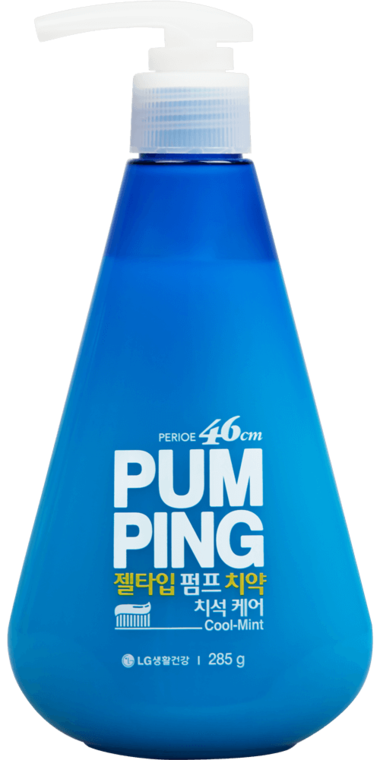 PERIOE 46cm
PUM
PING
젤타입 펌프 치약
치석 케어
Cool-Mint
LG생활건강 | 285 g